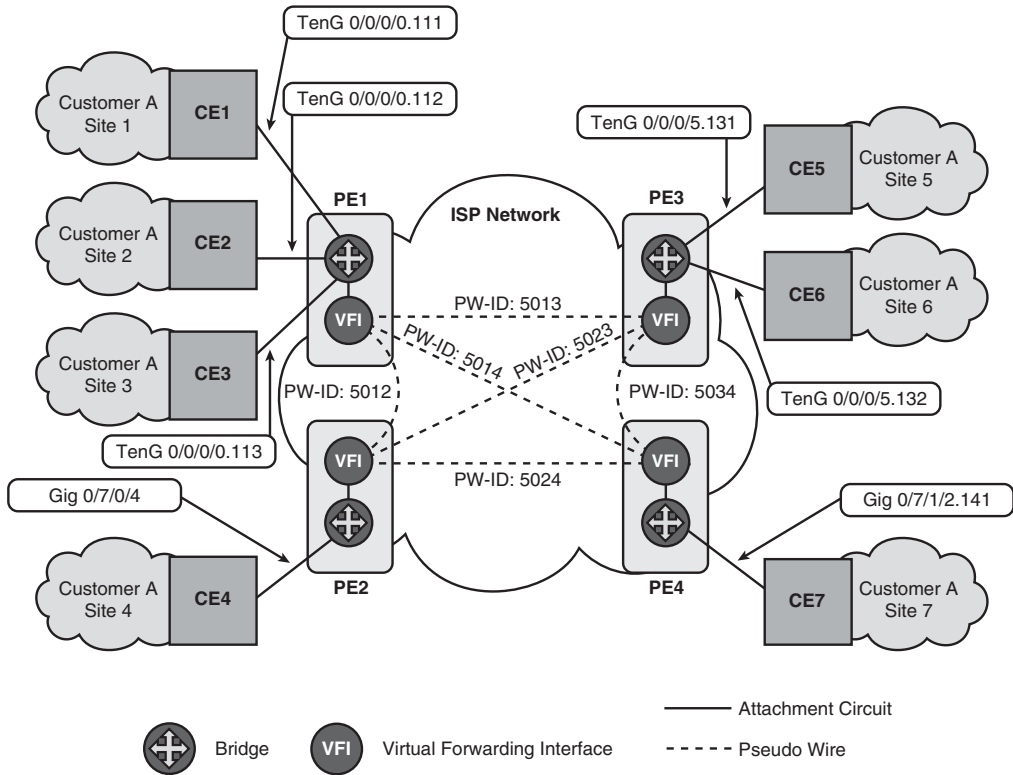 TenG 0/0/0/0.111
TenG 0/0/0/0.112
Customer A
Site 1
CE1
TenG 0/0/0/5.131
CE5
Customer A
Site 5
PE1
ISP Network
PE3
Customer A
Site 2
CE2
CE6
Customer A
Site 6
VFI
PW-ID: 5013
VFI
PW-ID: 5014
PW-ID: 5023
Customer A
Site 3
CE3
PW-ID: 5012
PW-ID: 5034
TenG 0/0/0/5.132
TenG 0/0/0/0.113
VFI
PW-ID: 5024
VFI
Gig 0/7/0/4
Gig 0/7/1/2.141
Customer A
Site 4
CE4
PE2
PE4
CE7
Customer A
Site 7
Bridge
VFI
Virtual Forwarding Interface
Attachment Circuit
Pseudo Wire